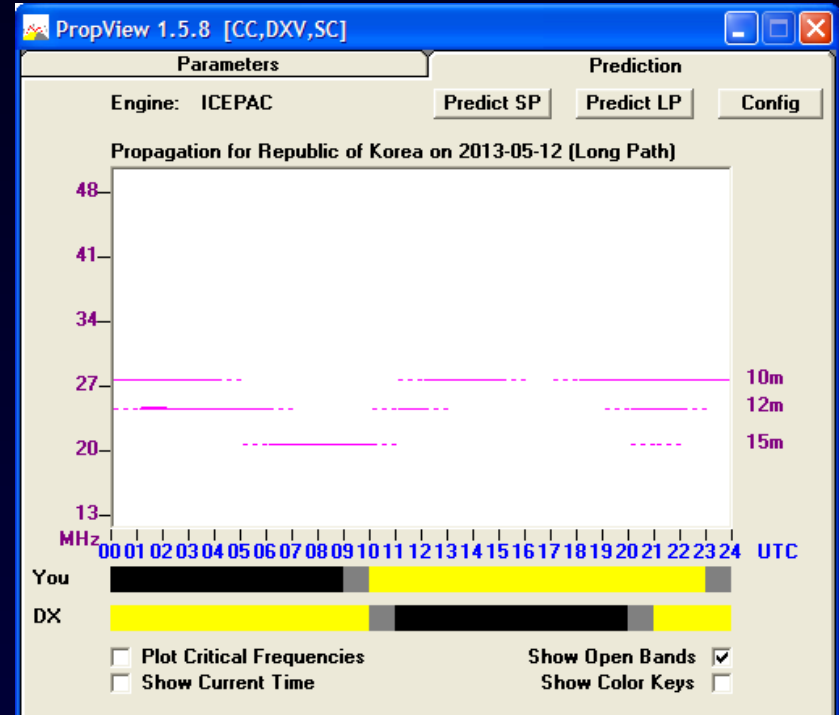 PropView 1.5.8 [CC,DXV,SC]
Parameters Prediction
Engine: ICEPAC Predict SP Predict LP Config
Propagation for Republic of Korea on 2013-05-12 (Long Path)
48
41
34
27 10m
12m
20 15m
13
MHz
00 01 02 03 04 05 06 07 08 09 10 11 12 13 14 15 16 17 18 19 20 21 22 23 24 UTC
You
DX
Plot Critical Frequencies Show Open Bands
Show Current Time Show Color Keys